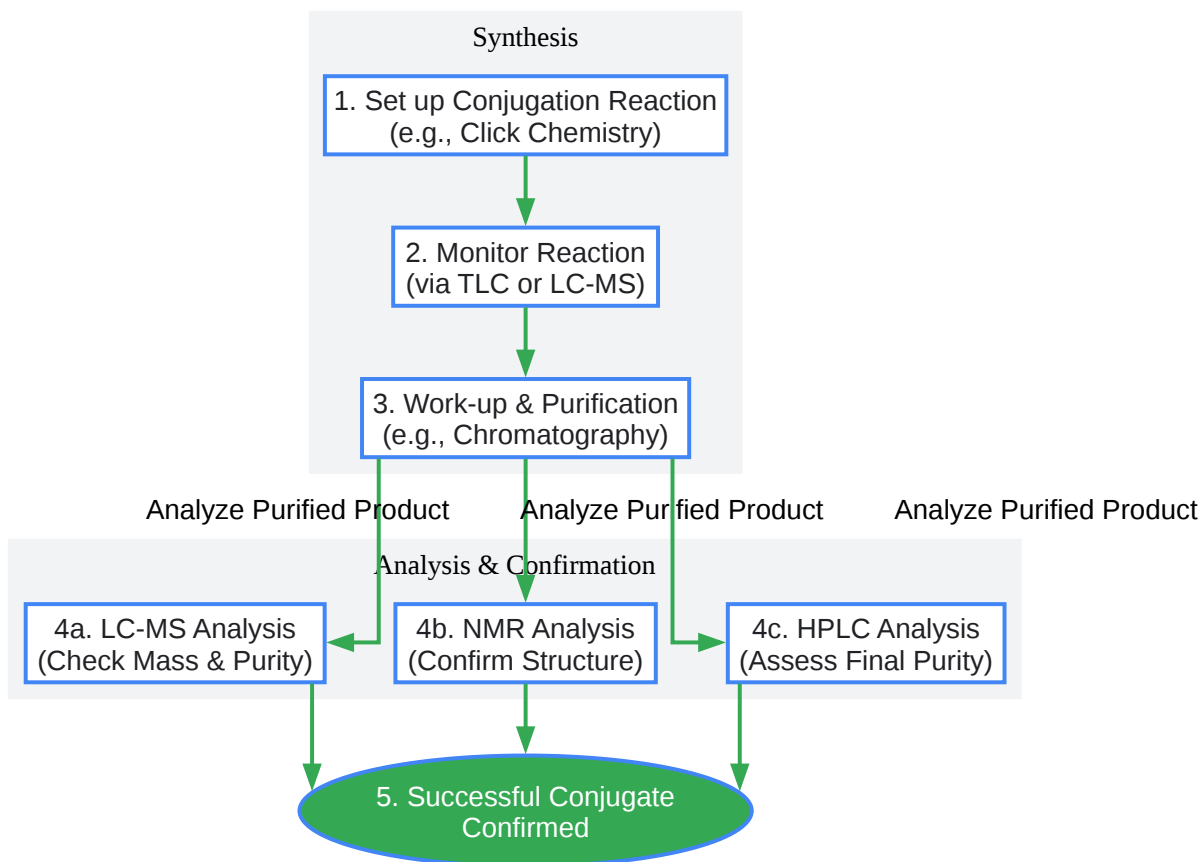 Synthesis
1. Set up Conjugation Reaction
(e.g., Click Chemistry)
2. Monitor Reaction
(via TLC or LC-MS)
3. Work-up & Purification
(e.g., Chromatography)
Analyze Purified Product
Analyze Purified Product
Analyze Purified Product
Analysis & Confirmation
4a. LC-MS Analysis
(Check Mass & Purity)
4b. NMR Analysis
(Confirm Structure)
4c. HPLC Analysis
(Assess Final Purity)
5. Successful Conjugate
Confirmed